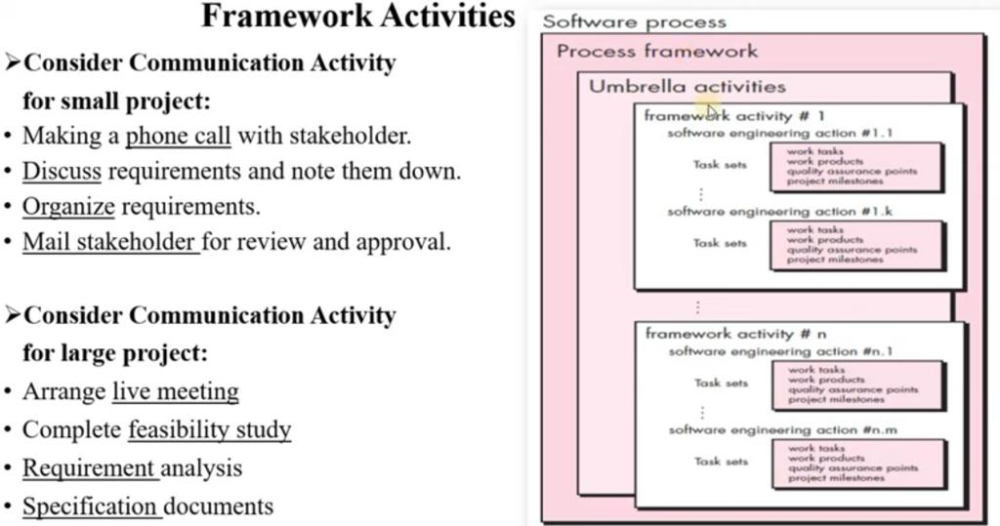 Framework Activities
➢Consider Communication Activity
for small project:
• Making a phone call with stakeholder.
• Discuss requirements and note them down.
• Organize requirements.
• Mail stakeholder for review and approval.
➢Consider Communication Activity
for large project:
• Arrange live meeting
• Complete feasibility study
• Requirement analysis
• Specification documents
Software process
Process framework
Umbrella activities
framework activity # 1
software engineering action #1.1
Task sets
work tasks
work products
quality assurance points
project milestones
software engineering action #1.k
Task sets
work tasks
work products
quality assurance points
project milestones
framework activity # n
software engineering action #n.1
Task sets
work tasks
work products
quality assurance points
project milestones
software engineering action #n.m
Task sets
work tasks
work products
quality assurance points
project milestones